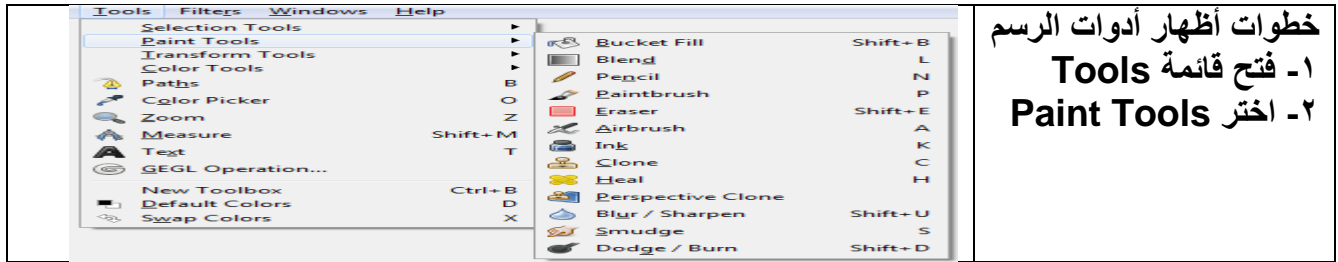 خطوات أظهار أدوات الرسم
١- فتح قائمة Tools
٢- اختر Paint Tools
Tools Filters Windows Help
Selection Tools
Paint Tools
Transform Tools
Color Tools
Paths B
Color Picker O
Zoom Z
Measure Shift+M
Text T
GEGL Operation...
New Toolbox Ctrl+B
Default Colors D
Swap Colors X
Bucket Fill Shift+B
Blend L
Pencil N
Paintbrush P
Eraser Shift+E
Airbrush A
Ink K
Clone C
Heal H
Perspective Clone
Blur / Sharpen Shift+U
Smudge S
Dodge / Burn Shift+D